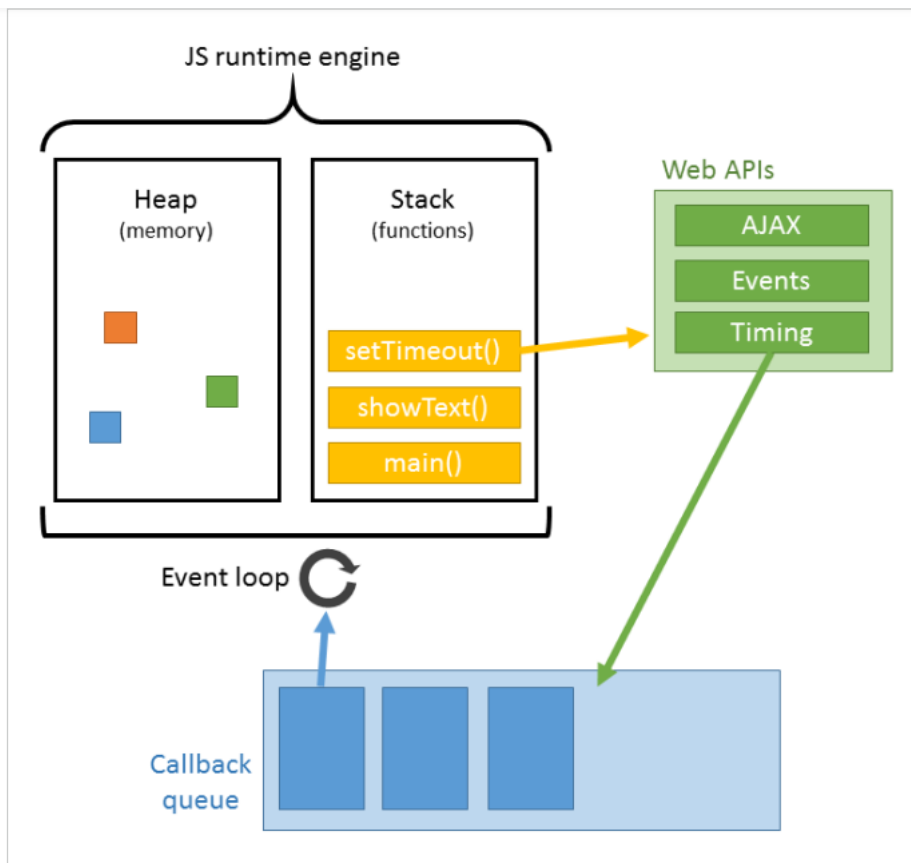 JS runtime engine
Heap
(memory)
Stack
(functions)
setTimeout()
showText()
main()
Web APIs
AJAX
Events
Timing
Event loop
Callback
queue